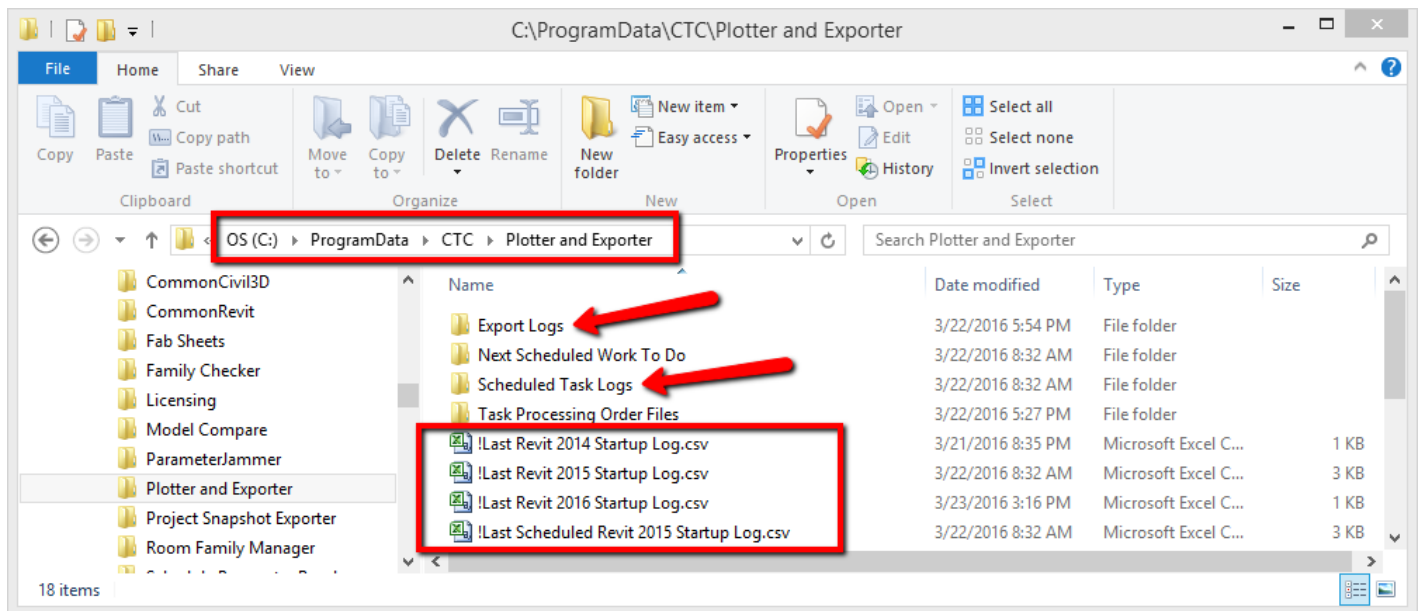 C:\ProgramData\CTC\Plotter and Exporter
File Home Share View
Copy
Paste
Cut
Copy path
Paste shortcut
Clipboard
Move to
Copy to
Delete
Rename
Organize
New folder
New item
Easy access
New
Properties
Open
Edit
History
Open
Select all
Select none
Invert selection
Select
« OS (C:) ProgramData CTC Plotter and Exporter
Search Plotter and Exporter
CommonCivil3D
CommonRevit
Fab Sheets
Family Checker
Licensing
Model Compare
ParameterJammer
Plotter and Exporter
Project Snapshot Exporter
Room Family Manager
Name Date modified Type Size
Export Logs 3/22/2016 5:54 PM File folder
Next Scheduled Work To Do 3/22/2016 8:32 AM File folder
Scheduled Task Logs 3/22/2016 8:32 AM File folder
Task Processing Order Files 3/22/2016 5:27 PM File folder
!Last Revit 2014 Startup Log.csv 3/21/2016 8:35 PM Microsoft Excel C... 1 KB
!Last Revit 2015 Startup Log.csv 3/22/2016 8:32 AM Microsoft Excel C... 3 KB
!Last Revit 2016 Startup Log.csv 3/23/2016 3:16 PM Microsoft Excel C... 1 KB
!Last Scheduled Revit 2015 Startup Log.csv 3/22/2016 8:32 AM Microsoft Excel C... 3 KB
18 items